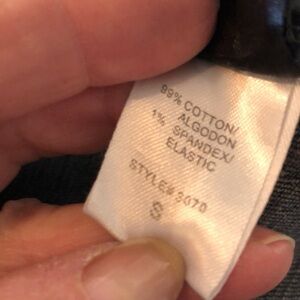 99% COTTON/
ALGODON
1% SPANDEX/
ELASTIC
STYLE# 3070
S